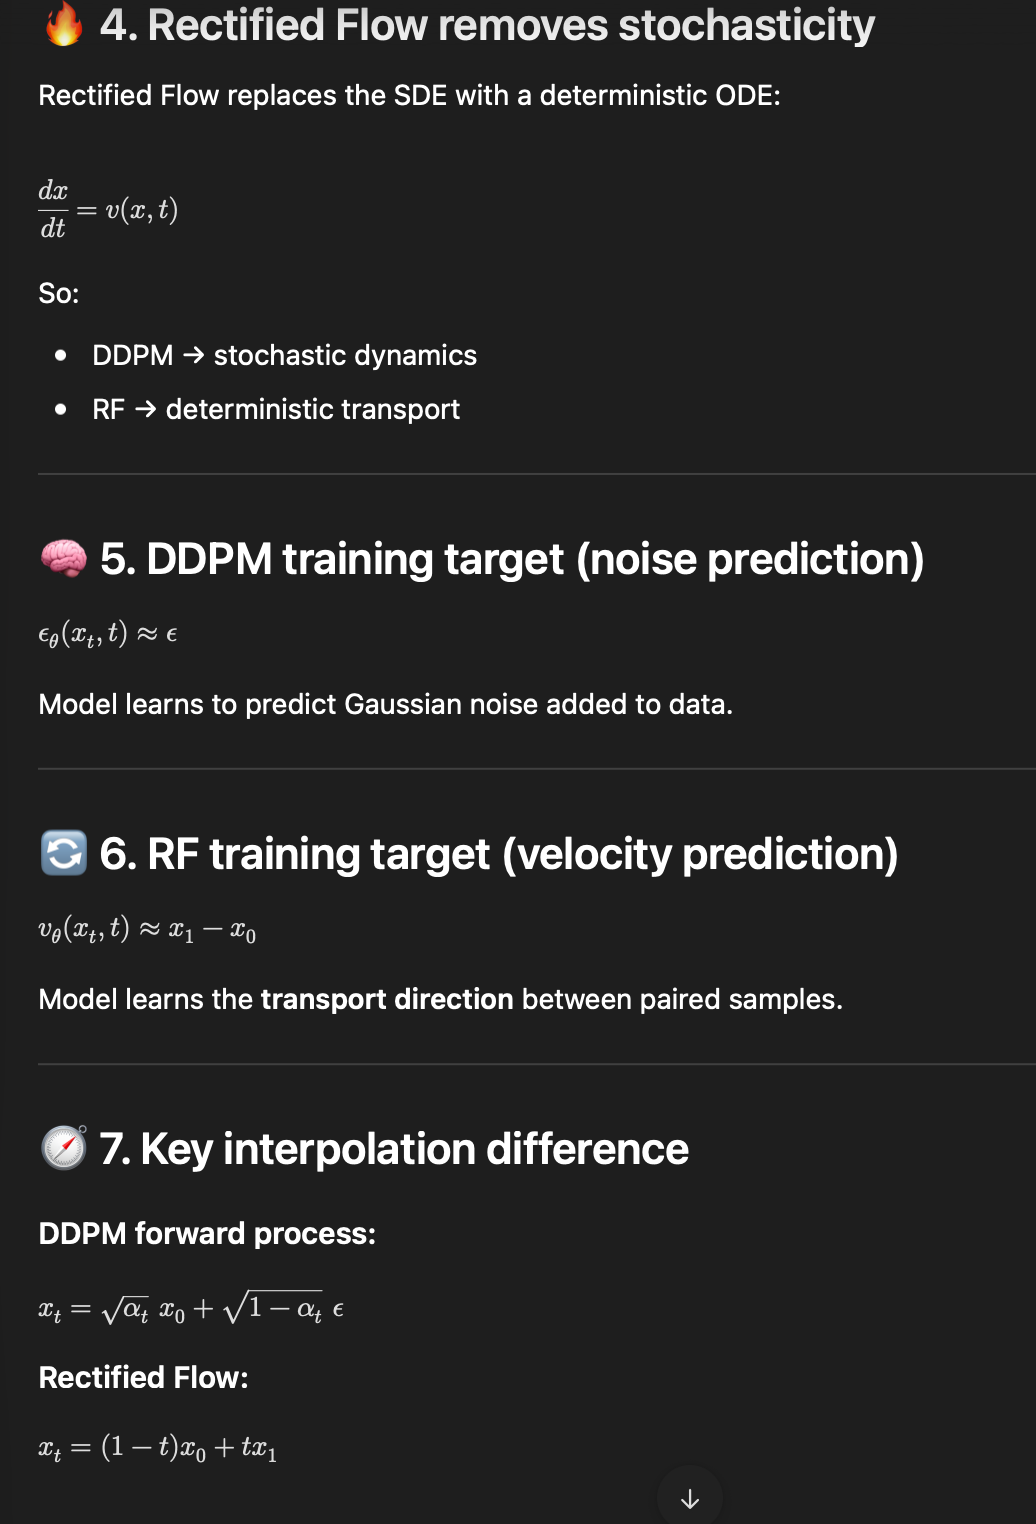 🔥 4. Rectified Flow removes stochasticity
Rectified Flow replaces the SDE with a deterministic ODE:
dx/dt = v(x, t)
So:
• DDPM → stochastic dynamics
• RF → deterministic transport
🧠 5. DDPM training target (noise prediction)
ϵ_θ(x_t, t) ≈ ϵ
Model learns to predict Gaussian noise added to data.
🔄 6. RF training target (velocity prediction)
v_θ(x_t, t) ≈ x_1 − x_0
Model learns the transport direction between paired samples.
🧭 7. Key interpolation difference
DDPM forward process:
x_t = √α_t x_0 + √(1 − α_t) ϵ
Rectified Flow:
x_t = (1 − t)x_0 + tx_1